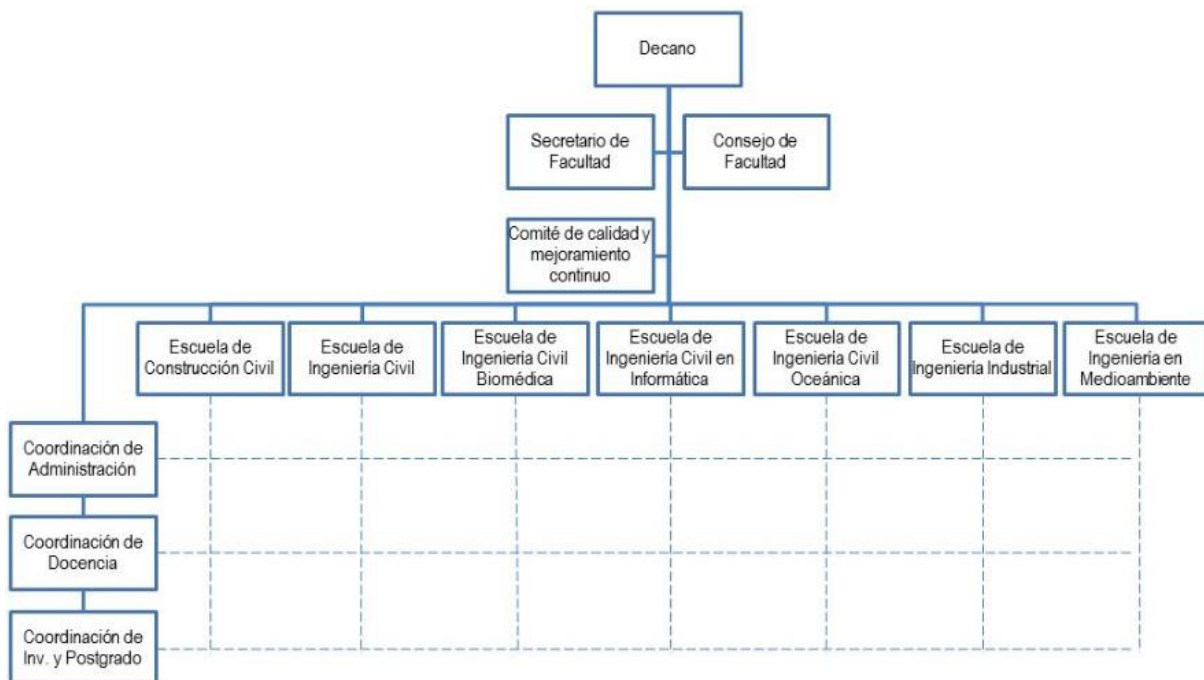 Decano
Secretario de
Facultad
Consejo de
Facultad
Comité de calidad y
mejoramiento
continuo
Escuela de
Construcción Civil
Escuela de
Ingeniería Civil
Escuela de
Ingeniería Civil
Biomédica
Escuela de
Ingeniería Civil en
Informática
Escuela de
Ingeniería Civil
Oceánica
Escuela de
Ingeniería Industrial
Escuela de
Ingeniería en
Medioambiente
Coordinación de
Administración
Coordinación de
Docencia
Coordinación de
Inv. y Postgrado